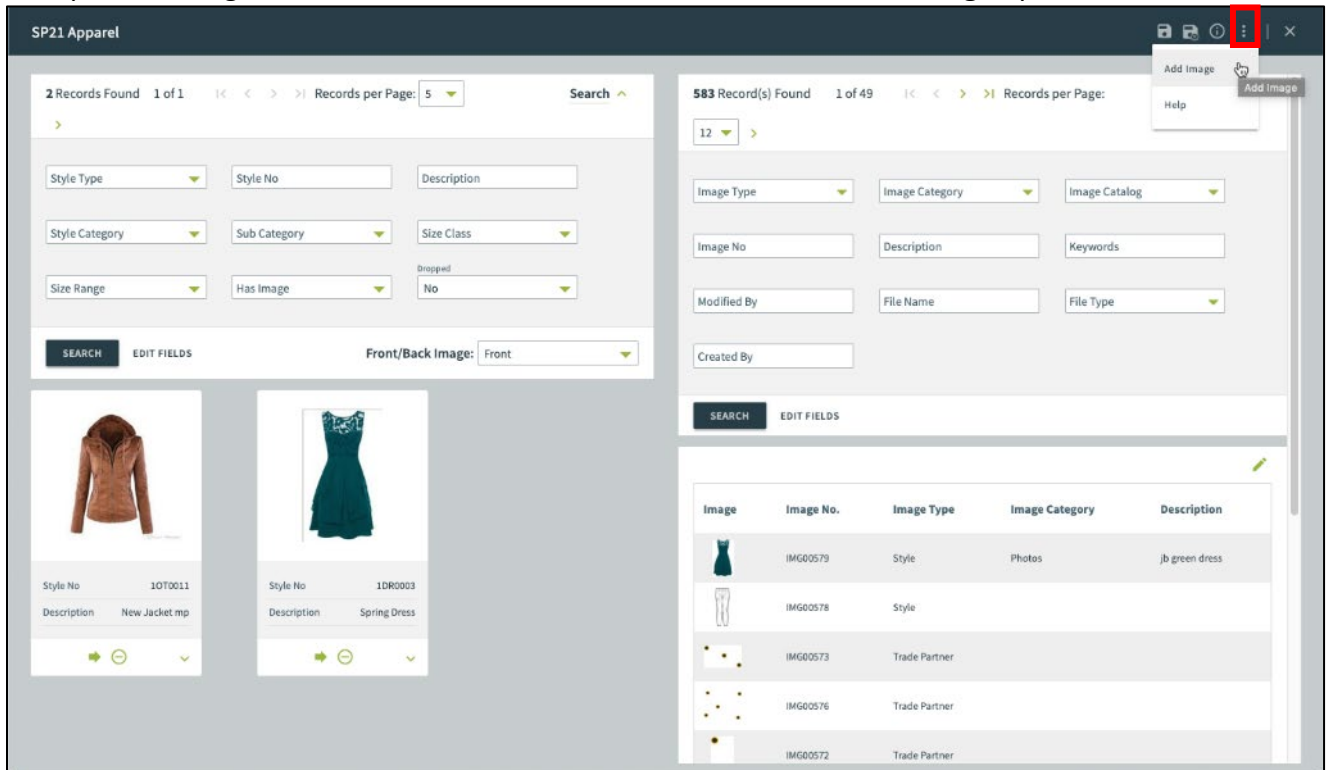 SP21 Apparel
Add Image
Add Image
Help
2 Records Found 1 of 1 Records per Page: 5 Search
Style Type Style No Description
Style Category Sub Category Size Class
Dropped
Size Range Has Image No
SEARCH EDIT FIELDS Front/Back Image: Front
Style No 1OT0011
Description New Jacket mp
Style No 1DR0003
Description Spring Dress
583 Record(s) Found 1 of 49 Records per Page:
12
Image Type Image Category Image Catalog
Image No Description Keywords
Modified By File Name File Type
Created By
SEARCH EDIT FIELDS
Image Image No. Image Type Image Category Description
IMG00579 Style Photos jb green dress
IMG00578 Style
IMG00573 Trade Partner
IMG00576 Trade Partner
IMG00572 Trade Partner